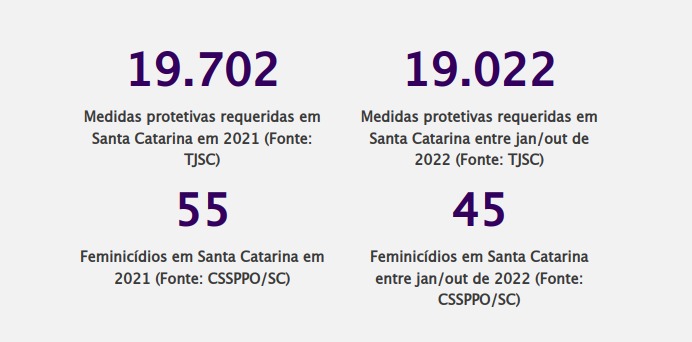 19.702
Medidas protetivas requeridas em
Santa Catarina em 2021 (Fonte:
TJSC)
19.022
Medidas protetivas requeridas em
Santa Catarina entre jan/out de
2022 (Fonte: TJSC)
55
Feminicídios em Santa Catarina em
2021 (Fonte: CSSPPO/SC)
45
Feminicídios em Santa Catarina
entre jan/out de 2022 (Fonte:
CSSPPO/SC)